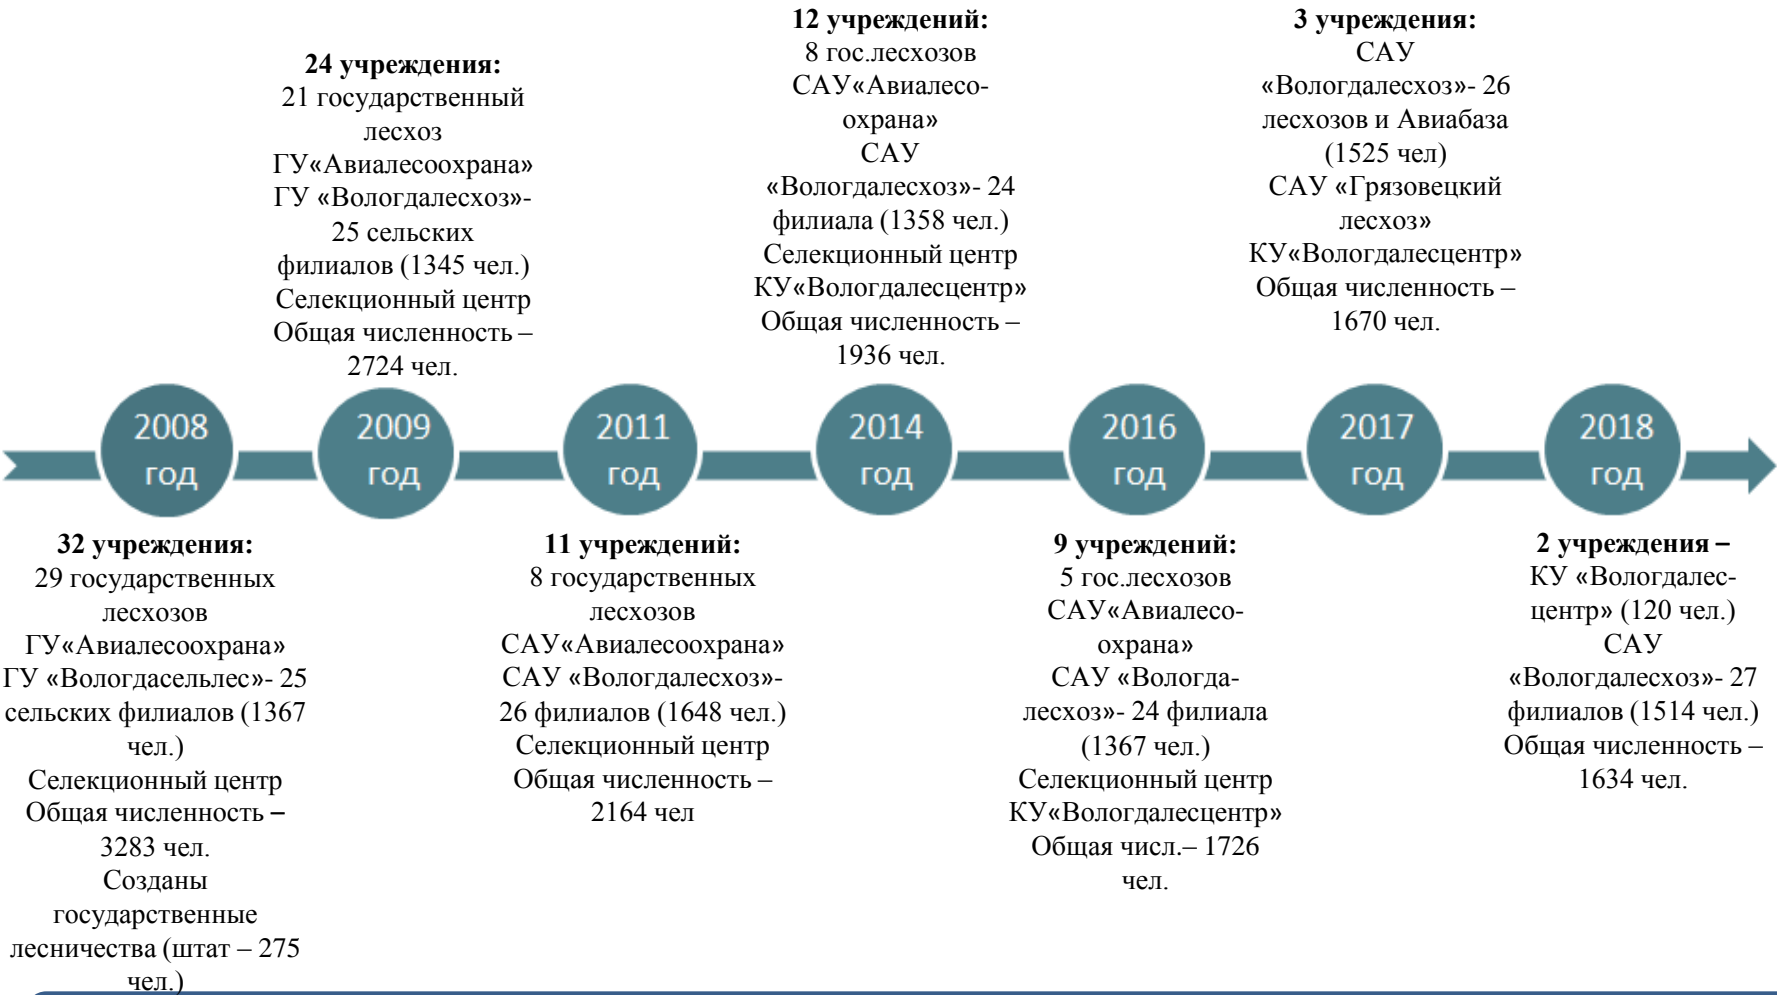 24 учреждения:
21 государственный
лесхоз
ГУ«Авиалесоохрана»
ГУ «Вологдалесхоз»-
25 сельских
филиалов (1345 чел.)
Селекционный центр
Общая численность –
2724 чел.
12 учреждений:
8 гос.лесхозов
САУ«Авиалесо-
охрана»
САУ
«Вологдалесхоз»- 24
филиала (1358 чел.)
Селекционный центр
КУ«Вологдалесцентр»
Общая численность –
1936 чел.
3 учреждения:
САУ
«Вологдалесхоз»- 26
лесхозов и Авиабаза
(1525 чел)
САУ «Грязовецкий
лесхоз»
КУ«Вологдалесцентр»
Общая численность –
1670 чел.
2008
год
2009
год
2011
год
2014
год
2016
год
2017
год
2018
год
32 учреждения:
29 государственных
лесхозов
ГУ«Авиалесоохрана»
ГУ «Вологдасельлес»- 25
сельских филиалов (1367
чел.)
Селекционный центр
Общая численность –
3283 чел.
Созданы
государственные
лесничества (штат – 275
чел.)
11 учреждений:
8 государственных
лесхозов
САУ«Авиалесоохрана»
САУ «Вологдалесхоз»-
26 филиалов (1648 чел.)
Селекционный центр
Общая численность –
2164 чел
9 учреждений:
5 гос.лесхозов
САУ«Авиалесо-
охрана»
САУ «Вологда-
лесхоз»- 24 филиала
(1367 чел.)
Селекционный центр
КУ«Вологдалесцентр»
Общая числ.– 1726
чел.
2 учреждения –
КУ «Вологдалес-
центр» (120 чел.)
САУ
«Вологдалесхоз»- 27
филиалов (1514 чел.)
Общая численность –
1634 чел.